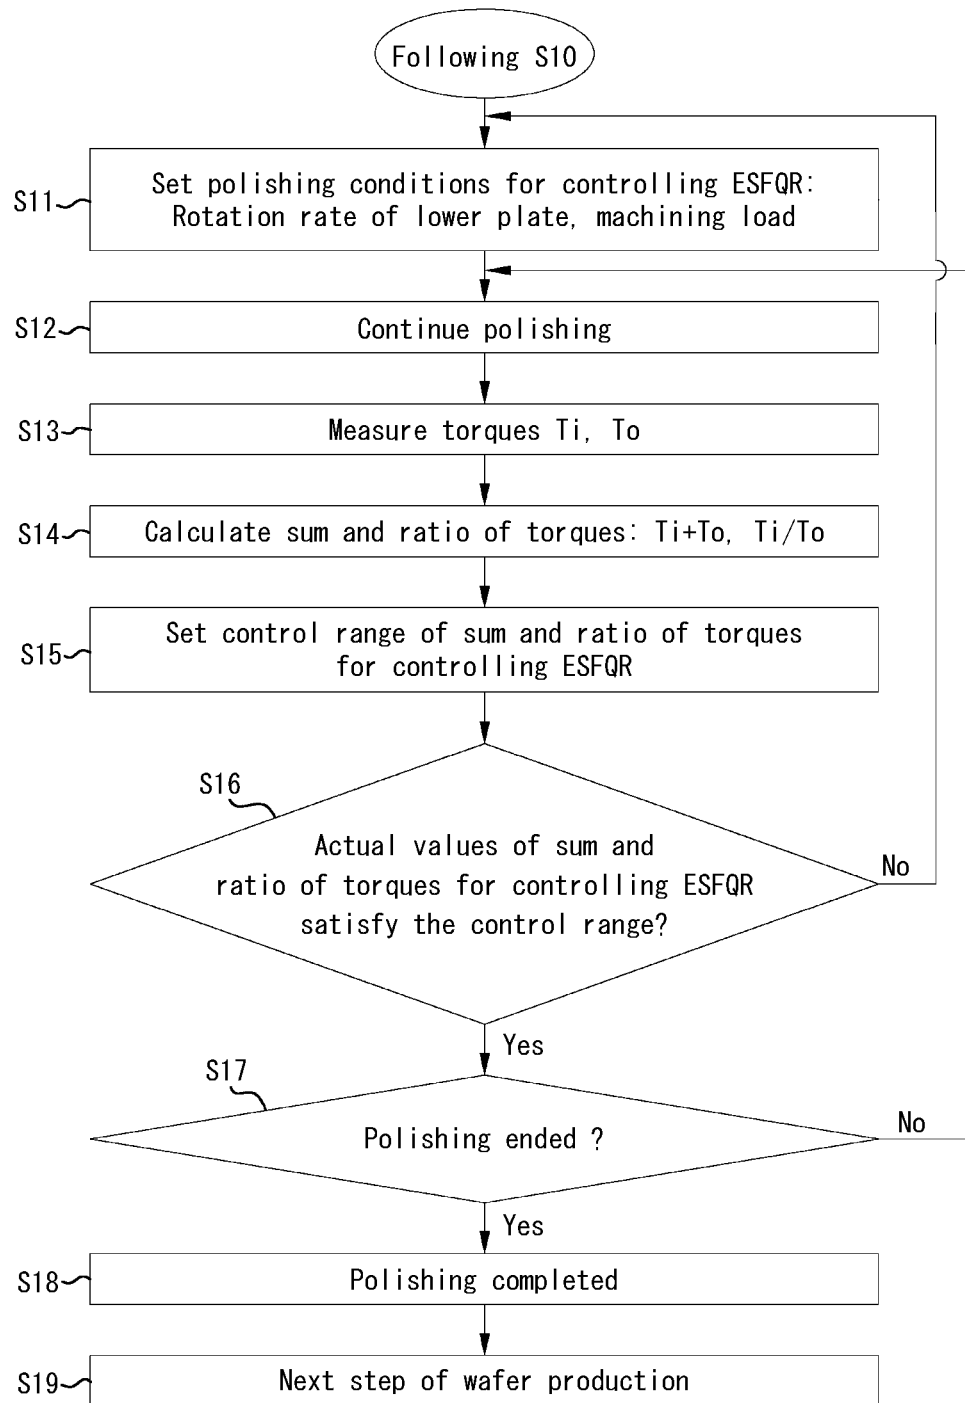 Following S10
S11
Set polishing conditions for controlling ESFQR:
Rotation rate of lower plate, machining load
S12
Continue polishing
S13
Measure torques Ti, To
S14
Calculate sum and ratio of torques: Ti+To, Ti/To
S15
Set control range of sum and ratio of torques
for controlling ESFQR
S16
Actual values of sum and
ratio of torques for controlling ESFQR
satisfy the control range?
No
Yes
S17
Polishing ended ?
No
Yes
S18
Polishing completed
S19
Next step of wafer production